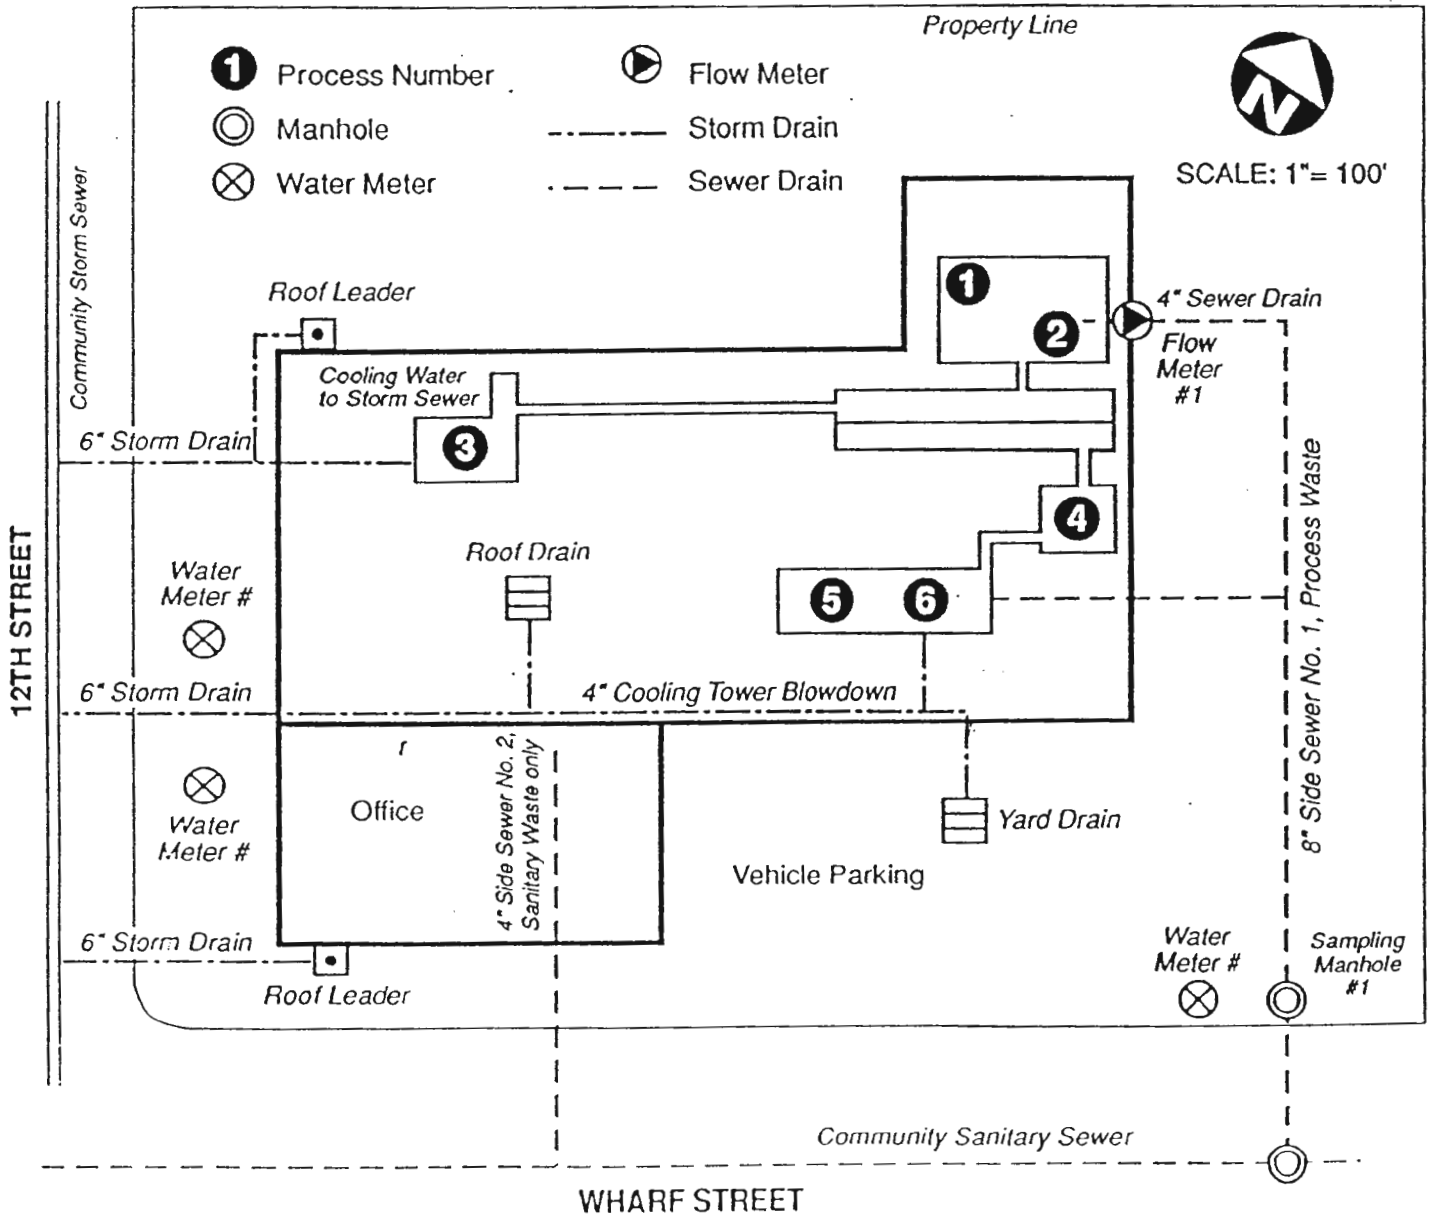 Property Line
1 Process Number
Flow Meter
Manhole
Storm Drain
Water Meter
Sewer Drain
N
SCALE: 1"= 100'
Community Storm Sewer
Roof Leader
1
2
4" Sewer Drain
Flow
Meter
#1
Cooling Water
to Storm Sewer
6" Storm Drain
3
4
8" Side Sewer No. 1, Process Waste
12TH STREET
Roof Drain
Water
Meter #
5
6
6" Storm Drain
4" Cooling Tower Blowdown
r
4" Side Sewer No. 2,
Sanitary Waste only
Office
Water
Meter #
Yard Drain
Vehicle Parking
6" Storm Drain
Roof Leader
Water
Meter #
Sampling
Manhole
#1
Community Sanitary Sewer
WHARF STREET